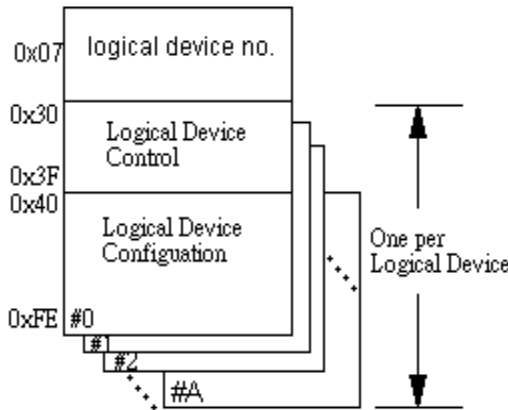 0x07
logical device no.
0x30
Logical Device
Control
0x3F
0x40
Logical Device
Configuation
One per
Logical Device
0xFE
#0
#1
#2
#A